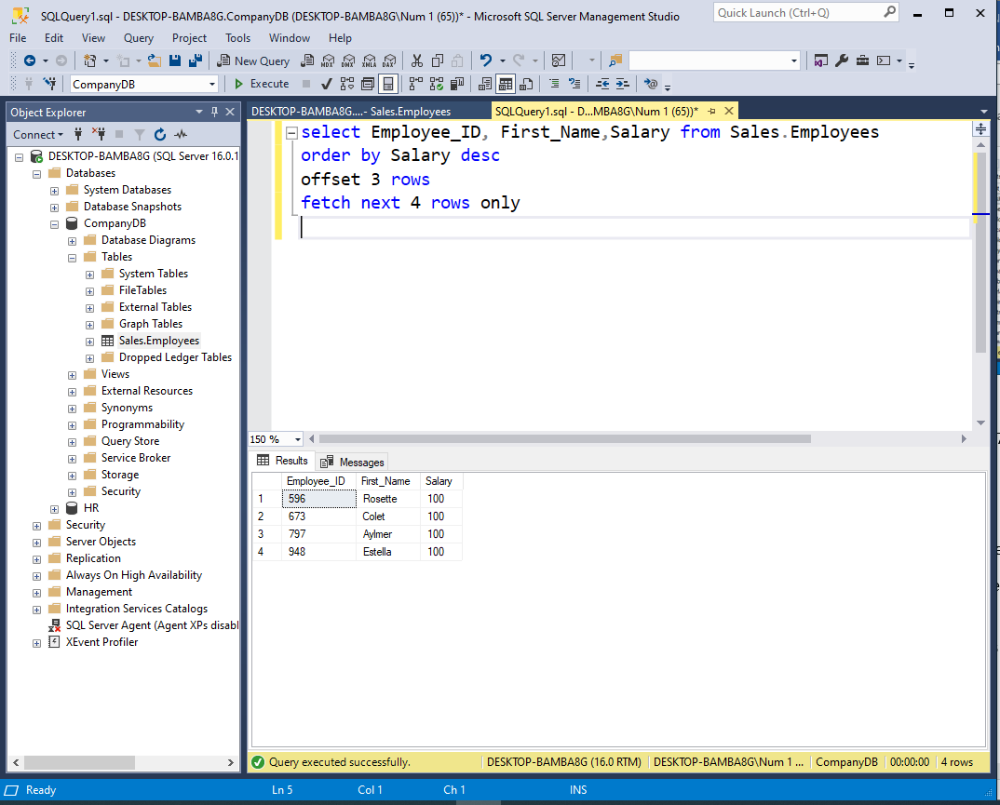 SQLQuery1.sql - DESKTOP-BAMBA8G.CompanyDB (DESKTOP-BAMBA8G\Num 1 (65))* - Microsoft SQL Server Management Studio
Quick Launch (Ctrl+Q)
File Edit View Query Project Tools Window Help
New Query MDX DMX XMLA DAX
CompanyDB Execute
Object Explorer
DESKTOP-BAMBA8G....- Sales.Employees SQLQuery1.sql - D...MBA8G\Num 1 (65))*
Connect
DESKTOP-BAMBA8G (SQL Server 16.0.1
Databases
System Databases
Database Snapshots
CompanyDB
Database Diagrams
Tables
System Tables
FileTables
External Tables
Graph Tables
Sales.Employees
Dropped Ledger Tables
Views
External Resources
Synonyms
Programmability
Query Store
Service Broker
Storage
Security
HR
Security
Server Objects
Replication
Always On High Availability
Management
Integration Services Catalogs
SQL Server Agent (Agent XPs disabl
XEvent Profiler
select Employee_ID, First_Name,Salary from Sales.Employees
order by Salary desc
offset 3 rows
fetch next 4 rows only
150 %
Results Messages
Employee_ID First_Name Salary
1 596 Rosette 100
2 673 Colet 100
3 797 Aylmer 100
4 948 Estella 100
Query executed successfully. DESKTOP-BAMBA8G (16.0 RTM) DESKTOP-BAMBA8G\Num 1 ... CompanyDB 00:00:00 4 rows
Ready Ln 5 Col 1 Ch 1 INS